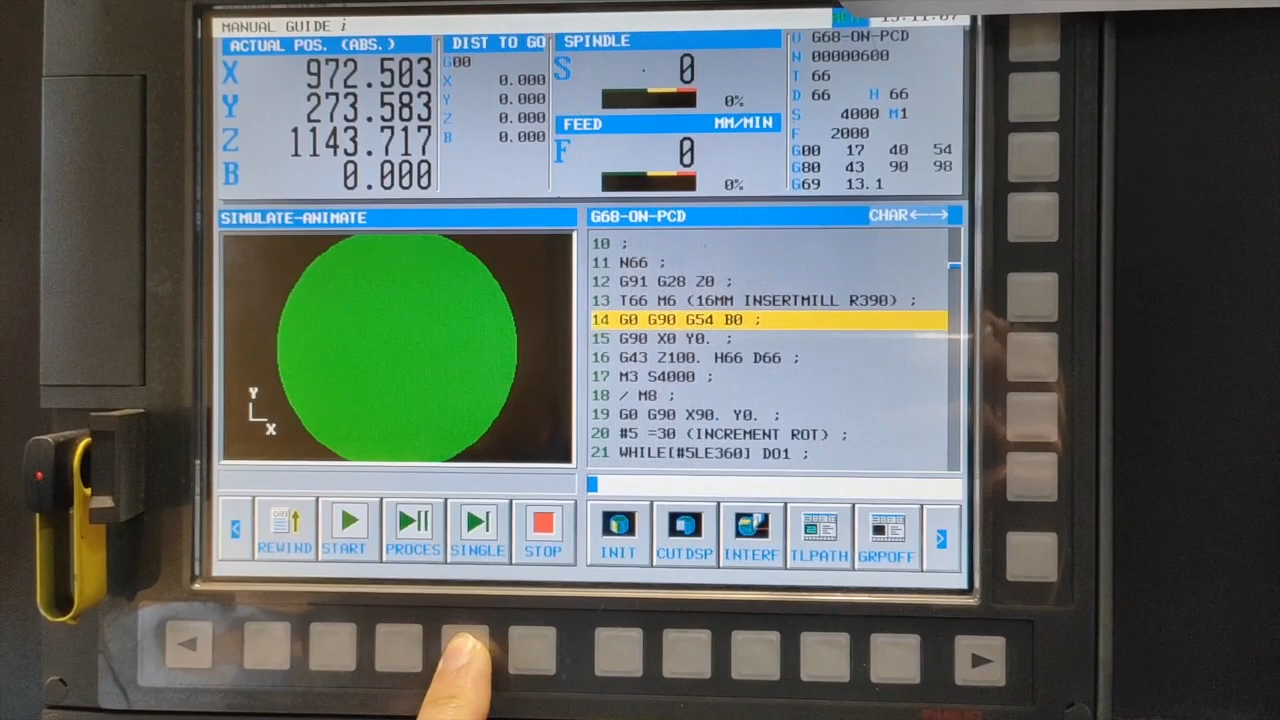 MANUAL GUIDE i
ACTUAL POS. (ABS.)
X 972.503
Y 273.583
Z 1143.717
B 0.000
DIST TO GO
G00
X 0.000
Y 0.000
Z 0.000
B 0.000
SPINDLE
S 0
0%
FEED MM/MIN
F 0
0%
O G68-ON-PCD
N 00000600
T 66
D 66 H 66
S 4000 M1
F 2000
G00 17 40 54
G80 43 90 98
G69 13.1
SIMULATE-ANIMATE
Y
X
G68-ON-PCD CHAR←→
10 ;
11 N66 ;
12 G91 G28 Z0 ;
13 T66 M6 (16MM INSERTMILL R390) ;
14 G0 G90 G54 B0 ;
15 G90 X0 Y0. ;
16 G43 Z100. H66 D66 ;
17 M3 S4000 ;
18 / M8 ;
19 G0 G90 X90. Y0. ;
20 #5 =30 (INCREMENT ROT) ;
21 WHILE[#5LE360] DO1 ;
< REWIND START PROCES SINGLE STOP INIT CUTDSP INTERF TLPATH GRPOFF >